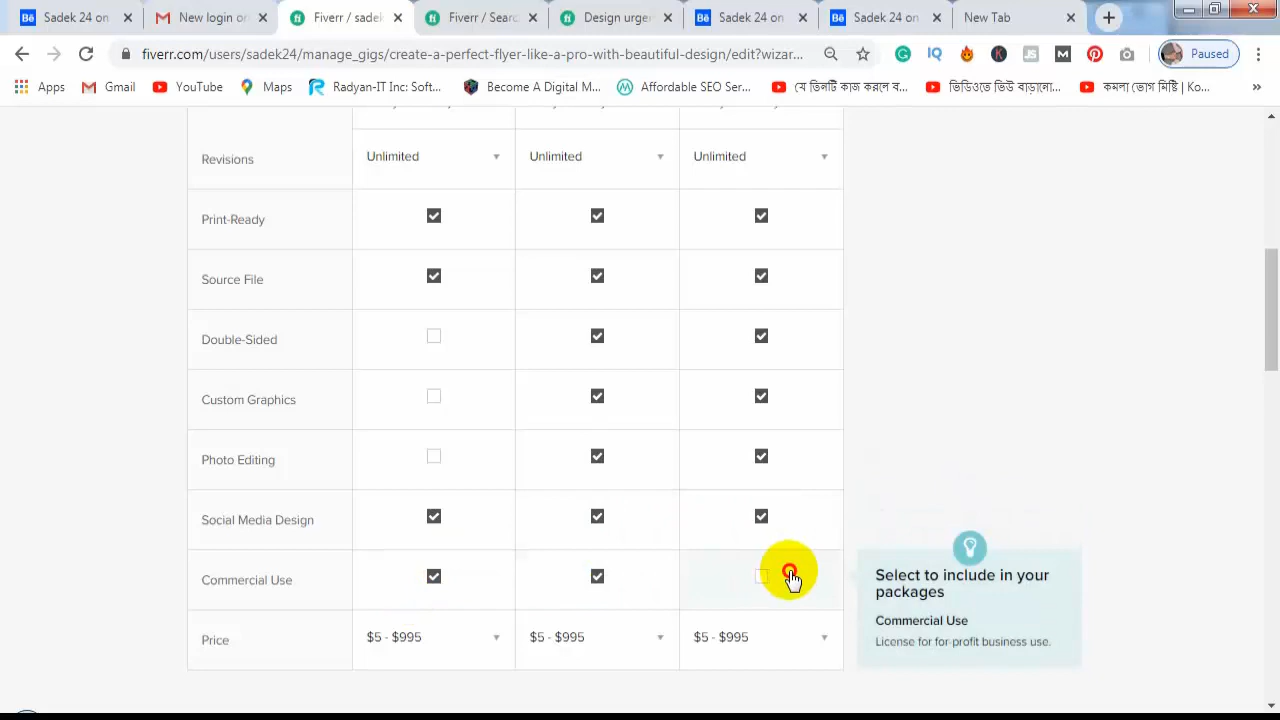 Sadek 24 on
New login or
Fiverr / sadek
Fiverr / Searc
Design urge
Sadek 24 on
Sadek 24 on
New Tab
fiverr.com/users/sadek24/manage_gigs/create-a-perfect-flyer-like-a-pro-with-beautiful-design/edit?wizar...
Paused
Apps
Gmail
YouTube
Maps
Radyan-IT Inc: Soft...
Become A Digital M...
Affordable SEO Ser...
যে তিনটি কাজ করলে ব...
ভিডিওতে ভিউ বাড়ানো...
কমলা ভোগ মিষ্টি | Ko...
»
Revisions
Unlimited
Unlimited
Unlimited
Print-Ready
Source File
Double-Sided
Custom Graphics
Photo Editing
Social Media Design
Commercial Use
Price
$5 - $995
$5 - $995
$5 - $995
Select to include in your
packages
Commercial Use
License for for-profit business use.